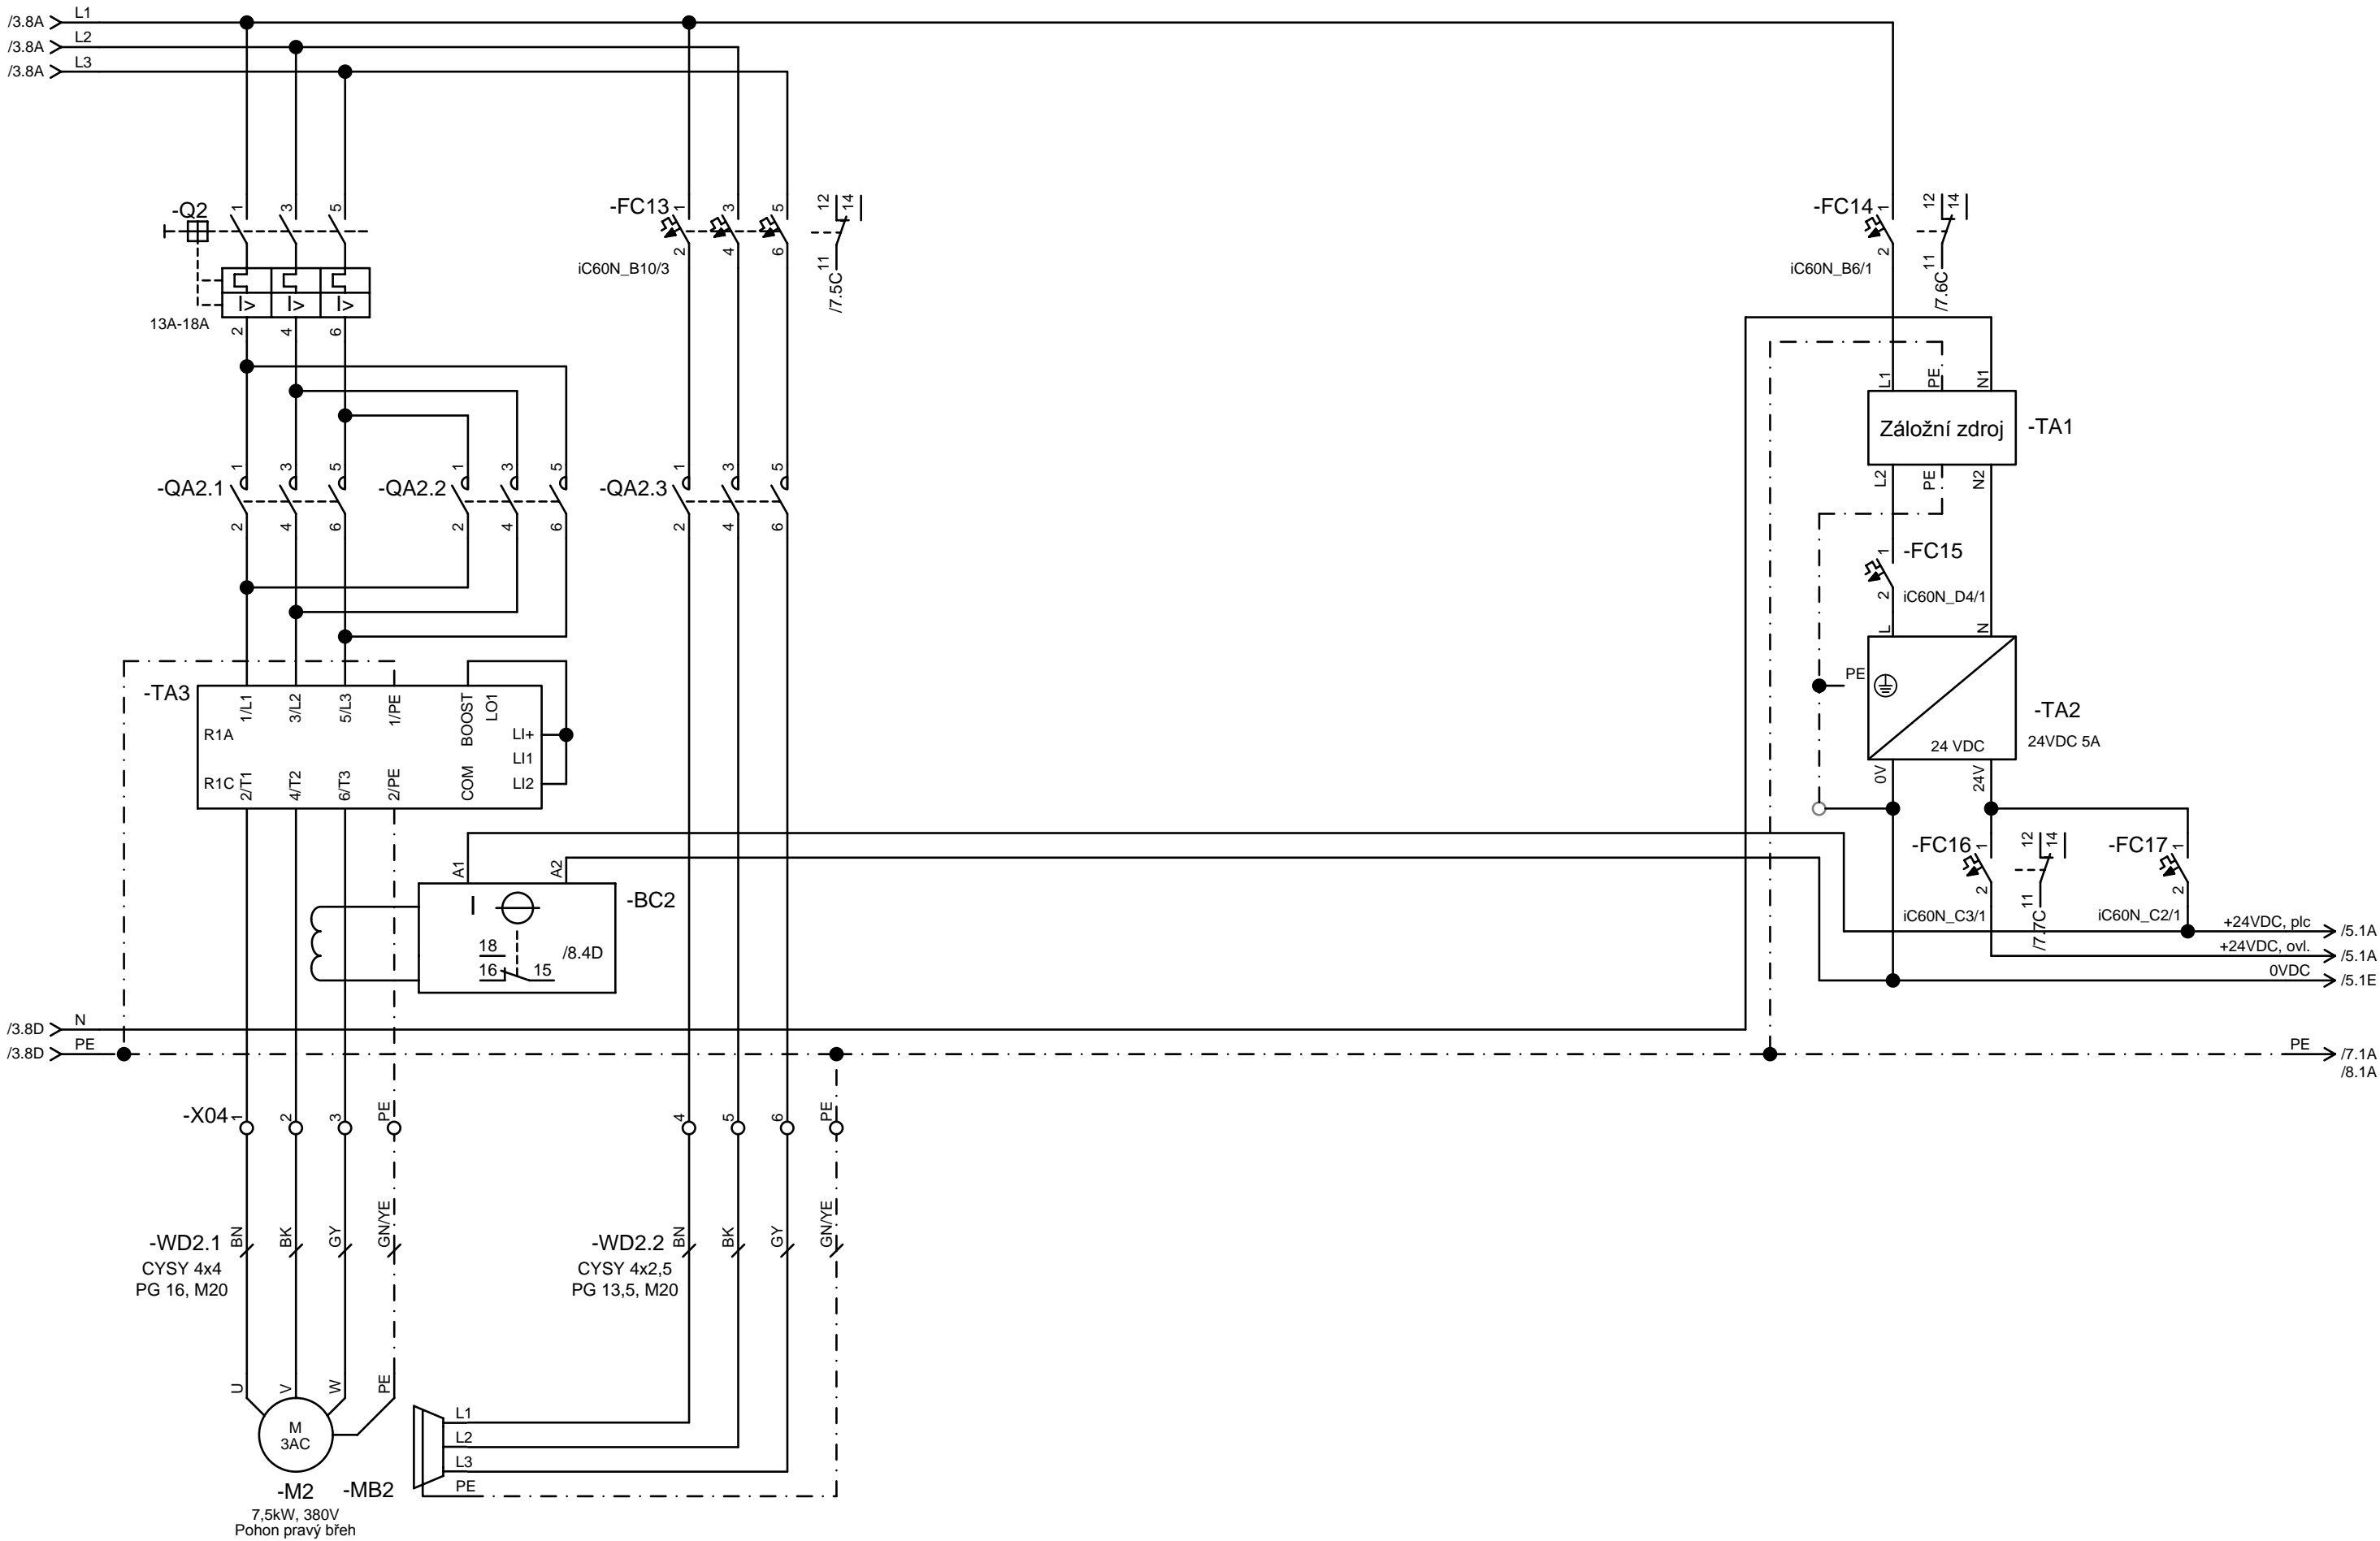 /3.8A L1
/3.8A L2
/3.8A L3
-Q2 1 3 5
13A-18A 2 4 6
-FC13 1 3 5
2 4 6
iC60N_B10/3
12 14
11
/7.5C
-FC14 1
2
iC60N_B6/1
12 14
11
/7.6C
L1 PE N1
Záložní zdroj -TA1
L2 PE N2
-QA2.1 1 3 5
2 4 6
-QA2.2 1 3 5
2 4 6
-QA2.3 1 3 5
2 4 6
-FC15 1
2 iC60N_D4/1
L N
PE
-TA2
24 VDC 24VDC 5A
0V 24V
-TA3 1/L1 3/L2 5/L3 1/PE BOOST LO1
R1A LI+
LI1
R1C LI2
2/T1 4/T2 6/T3 2/PE COM
-FC16 1
2
iC60N_C3/1
12 14
11
/7.7C
-FC17 1
2
iC60N_C2/1
A1 A2
I -BC2
18 /8.4D
16 15
+24VDC, plc /5.1A
+24VDC, ovl. /5.1A
0VDC /5.1E
/3.8D N
/3.8D PE
PE /7.1A
/8.1A
-X04 1 2 3 PE 4 5 6 PE
-WD2.1 BN BK GY GN/YE
CYSY 4x4
PG 16, M20
-WD2.2 BN BK GY GN/YE
CYSY 4x2,5
PG 13,5, M20
U V W PE
M
3AC
L1
L2
L3
PE
-M2 -MB2
7,5kW, 380V
Pohon pravý břeh